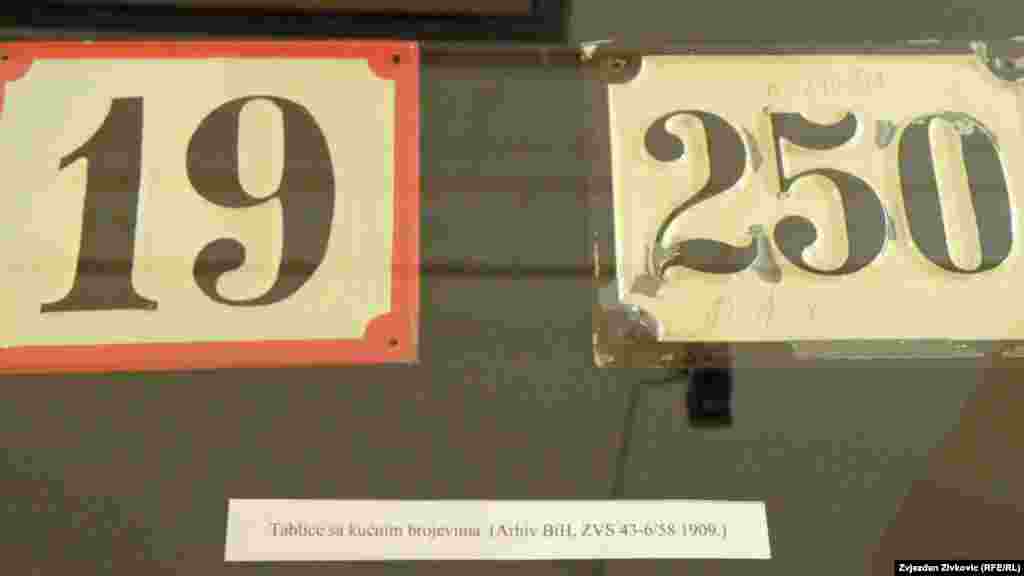 19
250
Tablice sa kućnim brojevima (Arhiv BiH, ZVS 43-6/58 1909.)
Zvjezdan Zivkovic (RFE/RL)